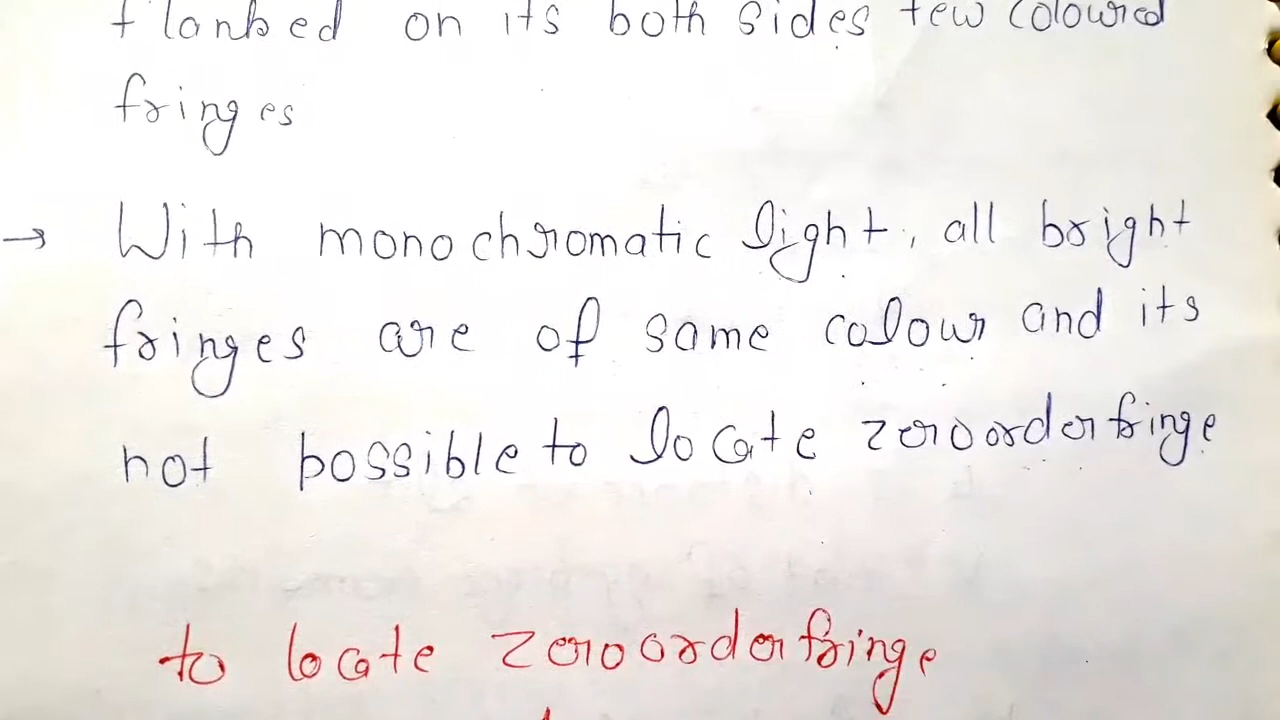 flanked on its both sides few coloured
fringes
→ With monochromatic light, all bright
fringes are of same colour and its
not possible to locate zero order fringe
to locate zero order fringe